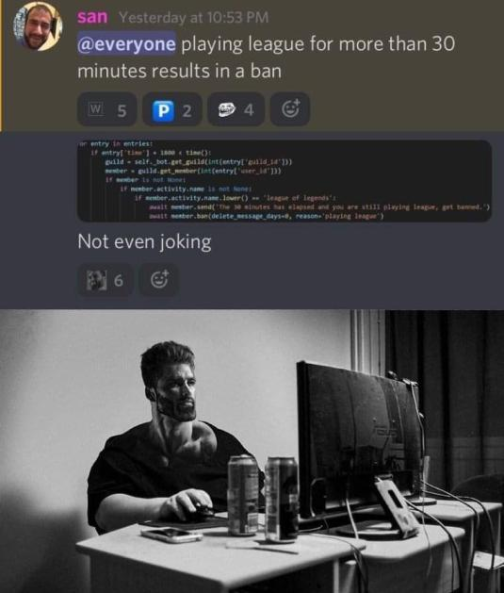 san Yesterday at 10:53 PM
@everyone playing league for more than 30
minutes results in a ban
W 5 P 2 4
or entry in entries:
if entry['time'] + 1800 < time():
guild = self._bot.get_guild(int(entry['guild_id']))
member = guild.get_member(int(entry['user_id']))
if member is not None:
if member.activity.name is not None:
if member.activity.name.lower() == 'league of legends':
await member.send('The 30 minutes has elapsed and you are still playing league, get banned.')
await member.ban(delete_message_days=0, reason='playing league')
Not even joking
6